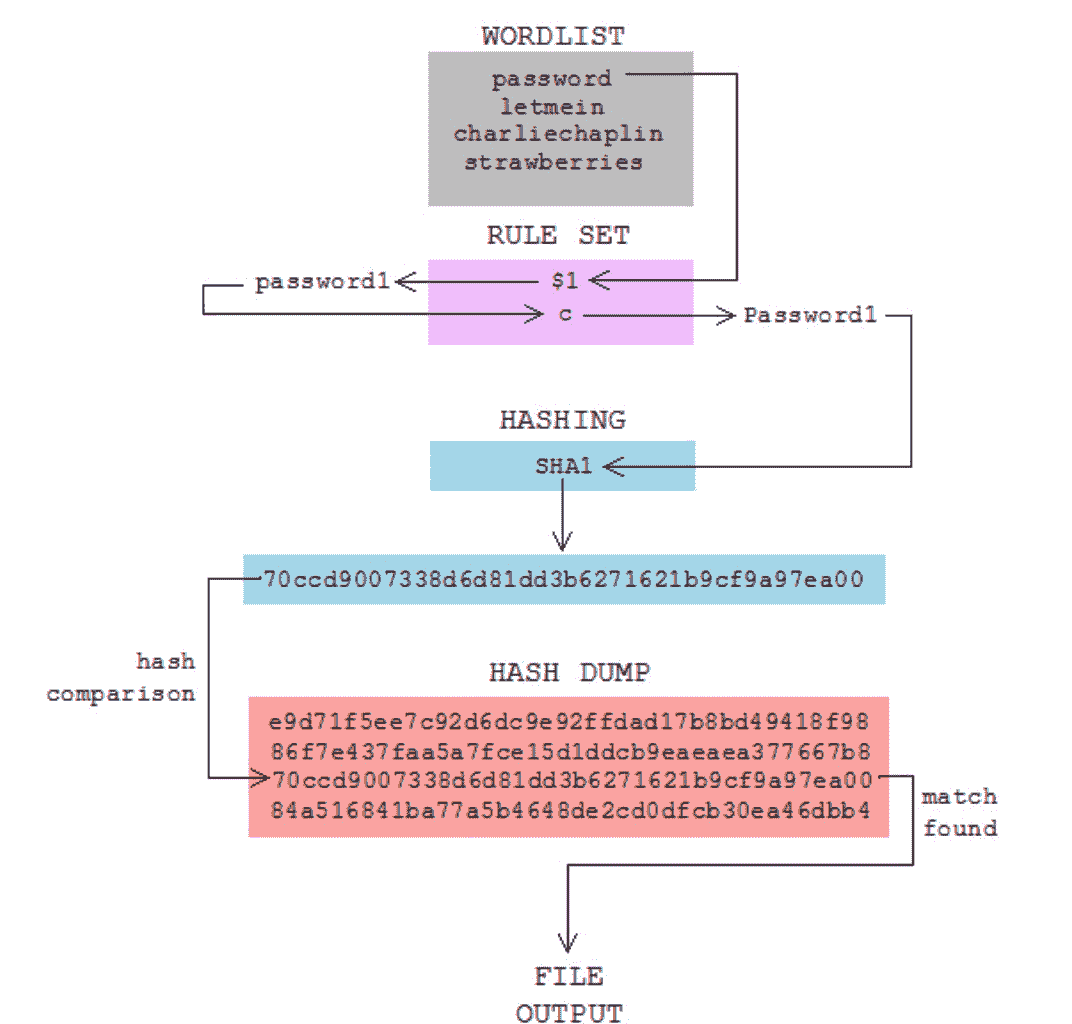 WORDLIST
password
letmein
charliechaplin
strawberries
RULE SET
password1
$1
c
Password1
HASHING
SHA1
70ccd9007338d6d81dd3b6271621b9cf9a97ea00
hash
comparison
HASH DUMP
e9d71f5ee7c92d6dc9e92ffdad17b8bd49418f98
86f7e437faa5a7fce15d1ddcb9eaeaea377667b8
70ccd9007338d6d81dd3b6271621b9cf9a97ea00
84a516841ba77a5b4648de2cd0dfcb30ea46dbb4
match
found
FILE
OUTPUT